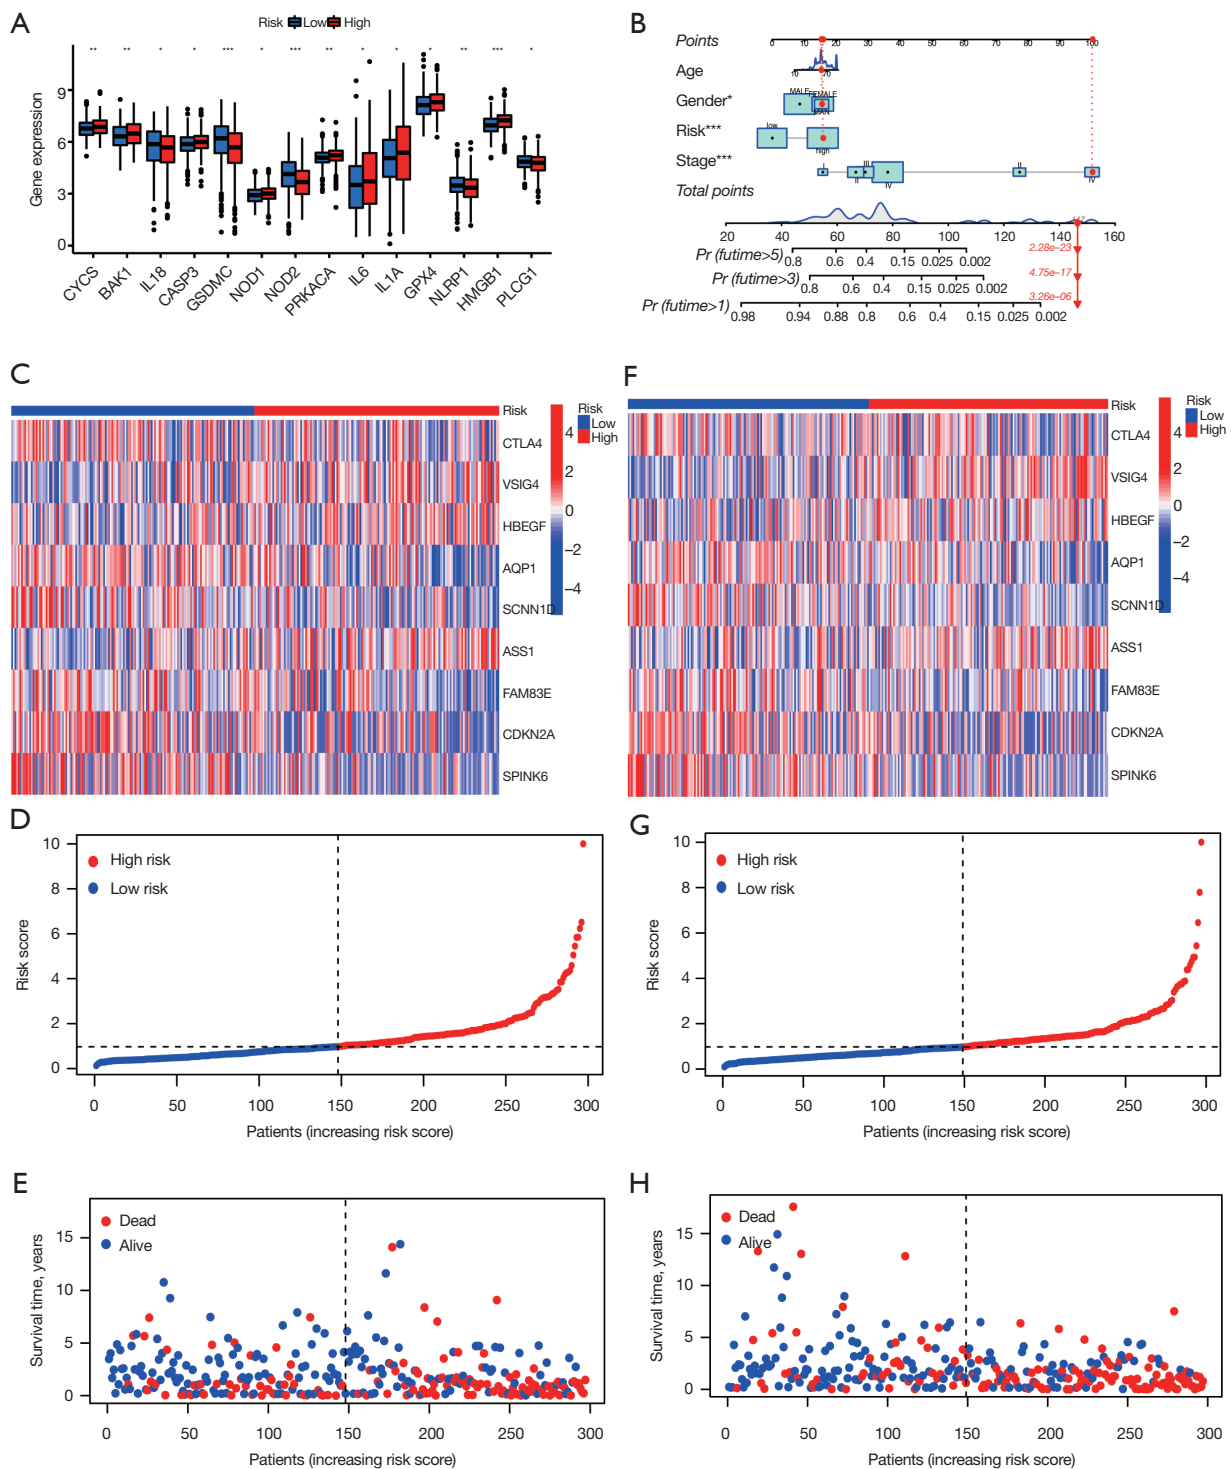 A
Risk Low High
** ** * * *** * *** ** * * * ** *** *
Gene expression
9
6
3
0
CYCS BAK1 IL18 CASP3 GSDMC NOD1 NOD2 PRKACA IL6 IL1A GPX4 NLRP1 HMGB1 PLCG1
B
Points
0 10 20 30 40 50 60 70 80 90 100
Age
10 70
Gender*
MALE FEMALE
Risk***
low high
Stage***
I II III IV II IV
Total points
147
20 40 60 80 100 120 140 160
2.28e–23
Pr (futime>5)
0.8 0.6 0.4 0.15 0.025 0.002
4.75e–17
Pr (futime>3)
0.8 0.6 0.4 0.15 0.025 0.002
3.26e–06
Pr (futime>1)
0.98 0.94 0.88 0.8 0.6 0.4 0.15 0.025 0.002
C
Risk
CTLA4
VSIG4
HBEGF
AQP1
SCNN1D
ASS1
FAM83E
CDKN2A
SPINK6
4
2
0
–2
–4
Risk
Low
High
F
Risk
CTLA4
VSIG4
HBEGF
AQP1
SCNN1D
ASS1
FAM83E
CDKN2A
SPINK6
4
2
0
–2
–4
Risk
Low
High
D
High risk
Low risk
Risk score
10
8
6
4
2
0
0 50 100 150 200 250 300
Patients (increasing risk score)
G
High risk
Low risk
Risk score
10
8
6
4
2
0
0 50 100 150 200 250 300
Patients (increasing risk score)
E
Dead
Alive
Survival time, years
15
10
5
0
0 50 100 150 200 250 300
Patients (increasing risk score)
H
Dead
Alive
Survival time, years
15
10
5
0
0 50 100 150 200 250 300
Patients (increasing risk score)